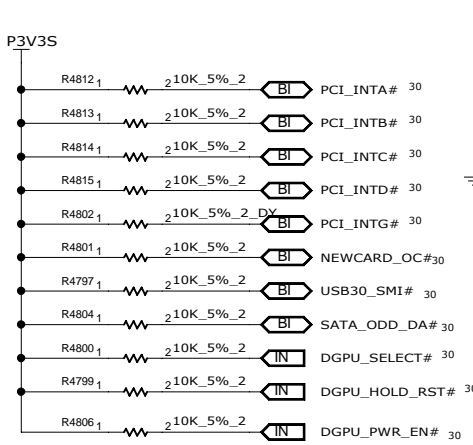 P3V3S
R4812 1 2 10K_5%_2 BI PCI_INTA# 30
R4813 1 2 10K_5%_2 BI PCI_INTB# 30
R4814 1 2 10K_5%_2 BI PCI_INTC# 30
R4815 1 2 10K_5%_2 BI PCI_INTD# 30
R4802 1 2 10K_5%_2_DY BI PCI_INTG# 30
R4801 1 2 10K_5%_2 BI NEWCARD_OC# 30
R4797 1 2 10K_5%_2 BI USB30_SMI# 30
R4804 1 2 10K_5%_2 BI SATA_ODD_DA# 30
R4800 1 2 10K_5%_2 IN DGPU_SELECT# 30
R4799 1 2 10K_5%_2 IN DGPU_HOLD_RST# 30
R4806 1 2 10K_5%_2 IN DGPU_PWR_EN# 30